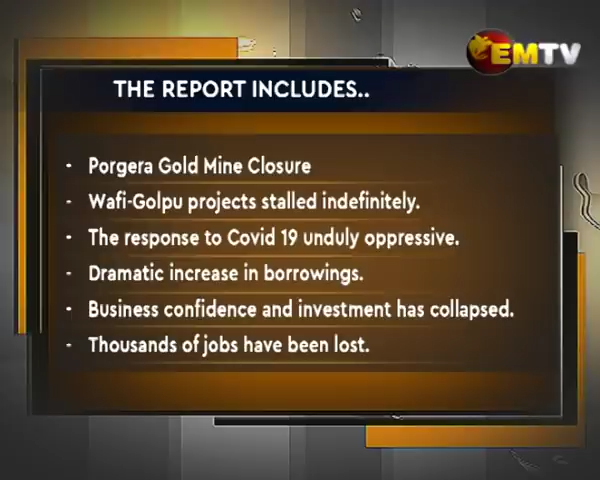 EMTV
THE REPORT INCLUDES..
- Porgera Gold Mine Closure
- Wafi-Golpu projects stalled indefinitely.
- The response to Covid 19 unduly oppressive.
- Dramatic increase in borrowings.
- Business confidence and investment has collapsed.
- Thousands of jobs have been lost.